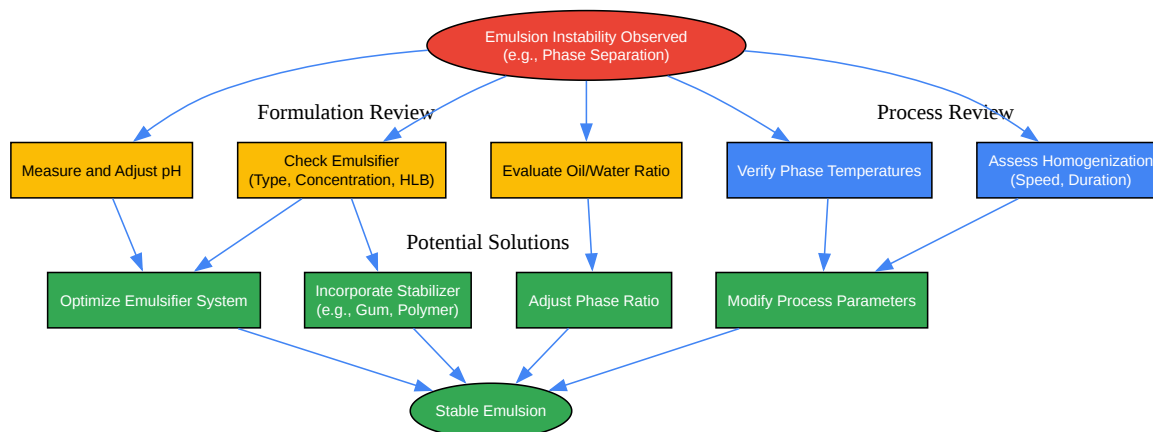 Emulsion Instability Observed
(e.g., Phase Separation)
Formulation Review
Process Review
Measure and Adjust pH
Check Emulsifier
(Type, Concentration, HLB)
Evaluate Oil/Water Ratio
Verify Phase Temperatures
Assess Homogenization
(Speed, Duration)
Potential Solutions
Optimize Emulsifier System
Incorporate Stabilizer
(e.g., Gum, Polymer)
Adjust Phase Ratio
Modify Process Parameters
Stable Emulsion